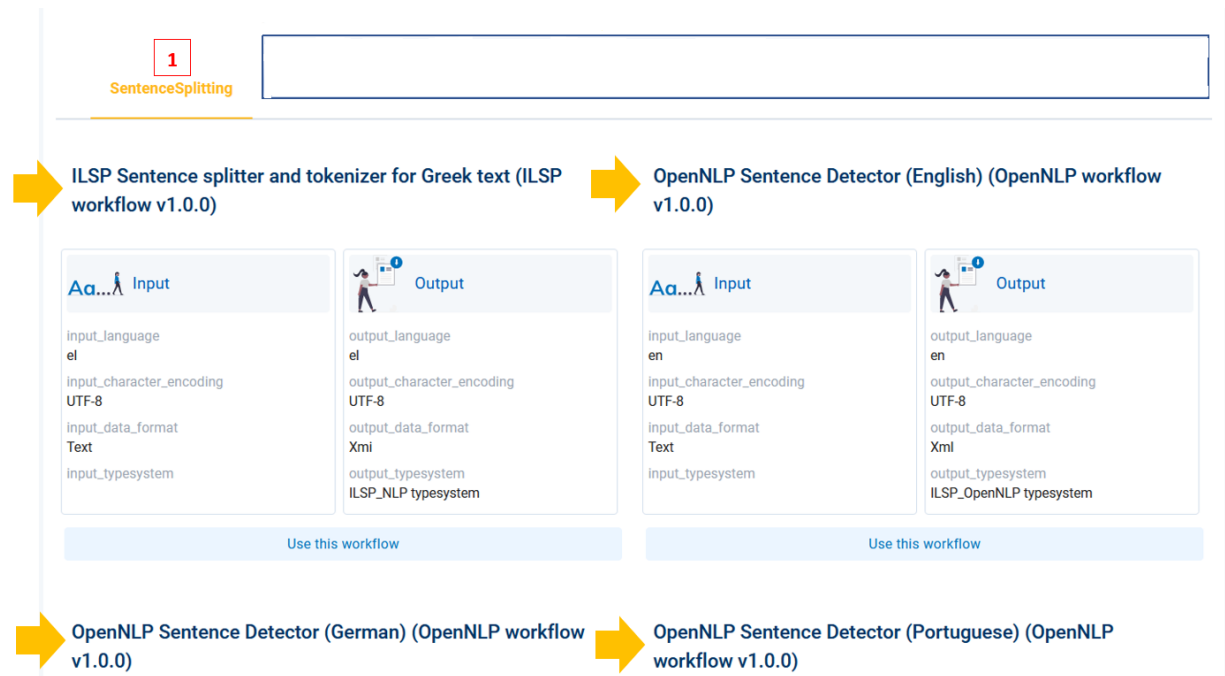 1
SentenceSplitting
ILSP Sentence splitter and tokenizer for Greek text (ILSP
workflow v1.0.0)
Aa... Input
Output
input_language
el
input_character_encoding
UTF-8
input_data_format
Text
input_typesystem
output_language
el
output_character_encoding
UTF-8
output_data_format
Xmi
output_typesystem
ILSP_NLP typesystem
Use this workflow
OpenNLP Sentence Detector (English) (OpenNLP workflow
v1.0.0)
Aa... Input
Output
input_language
en
input_character_encoding
UTF-8
input_data_format
Text
input_typesystem
output_language
en
output_character_encoding
UTF-8
output_data_format
Xml
output_typesystem
ILSP_OpenNLP typesystem
Use this workflow
OpenNLP Sentence Detector (German) (OpenNLP workflow
v1.0.0)
OpenNLP Sentence Detector (Portuguese) (OpenNLP
workflow v1.0.0)